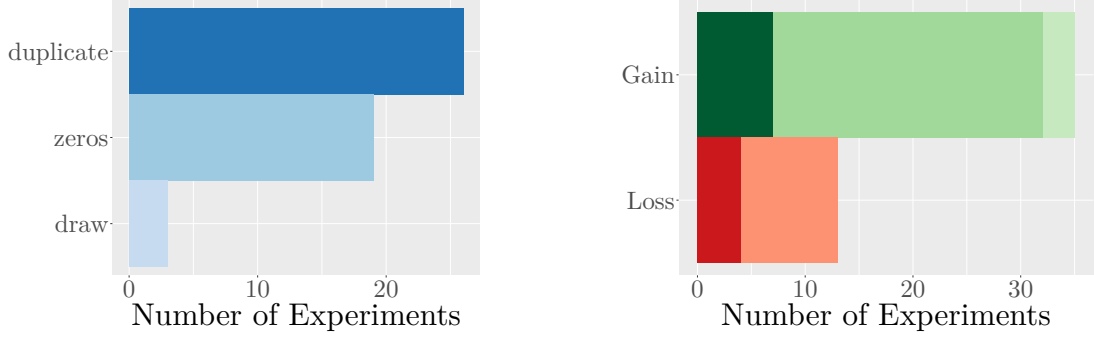 duplicate
zeros
draw
0 10 20
Number of Experiments
Gain
Loss
0 10 20 30
Number of Experiments